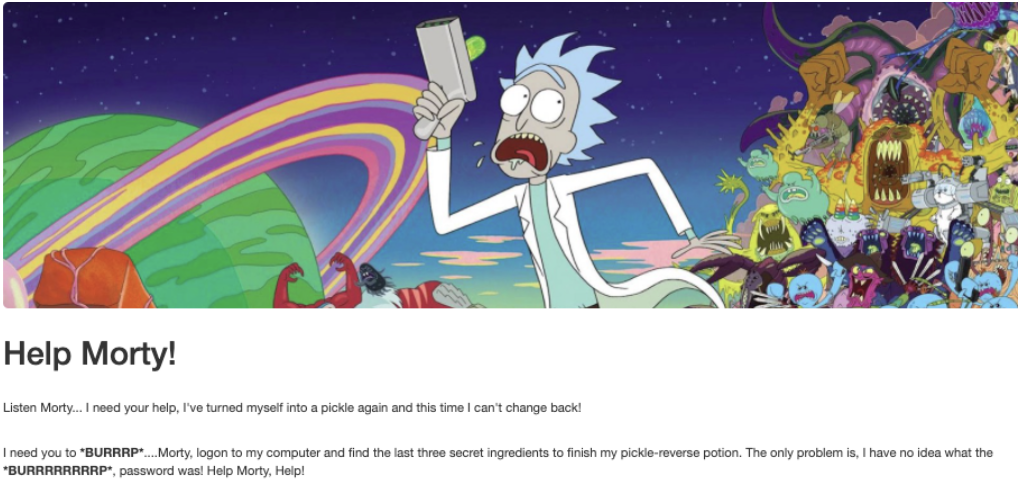 Help Morty!
Listen Morty... I need your help, I've turned myself into a pickle again and this time I can't change back!
I need you to *BURRRP*....Morty, logon to my computer and find the last three secret ingredients to finish my pickle-reverse potion. The only problem is, I have no idea what the
*BURRRRRRRRP*, password was! Help Morty, Help!